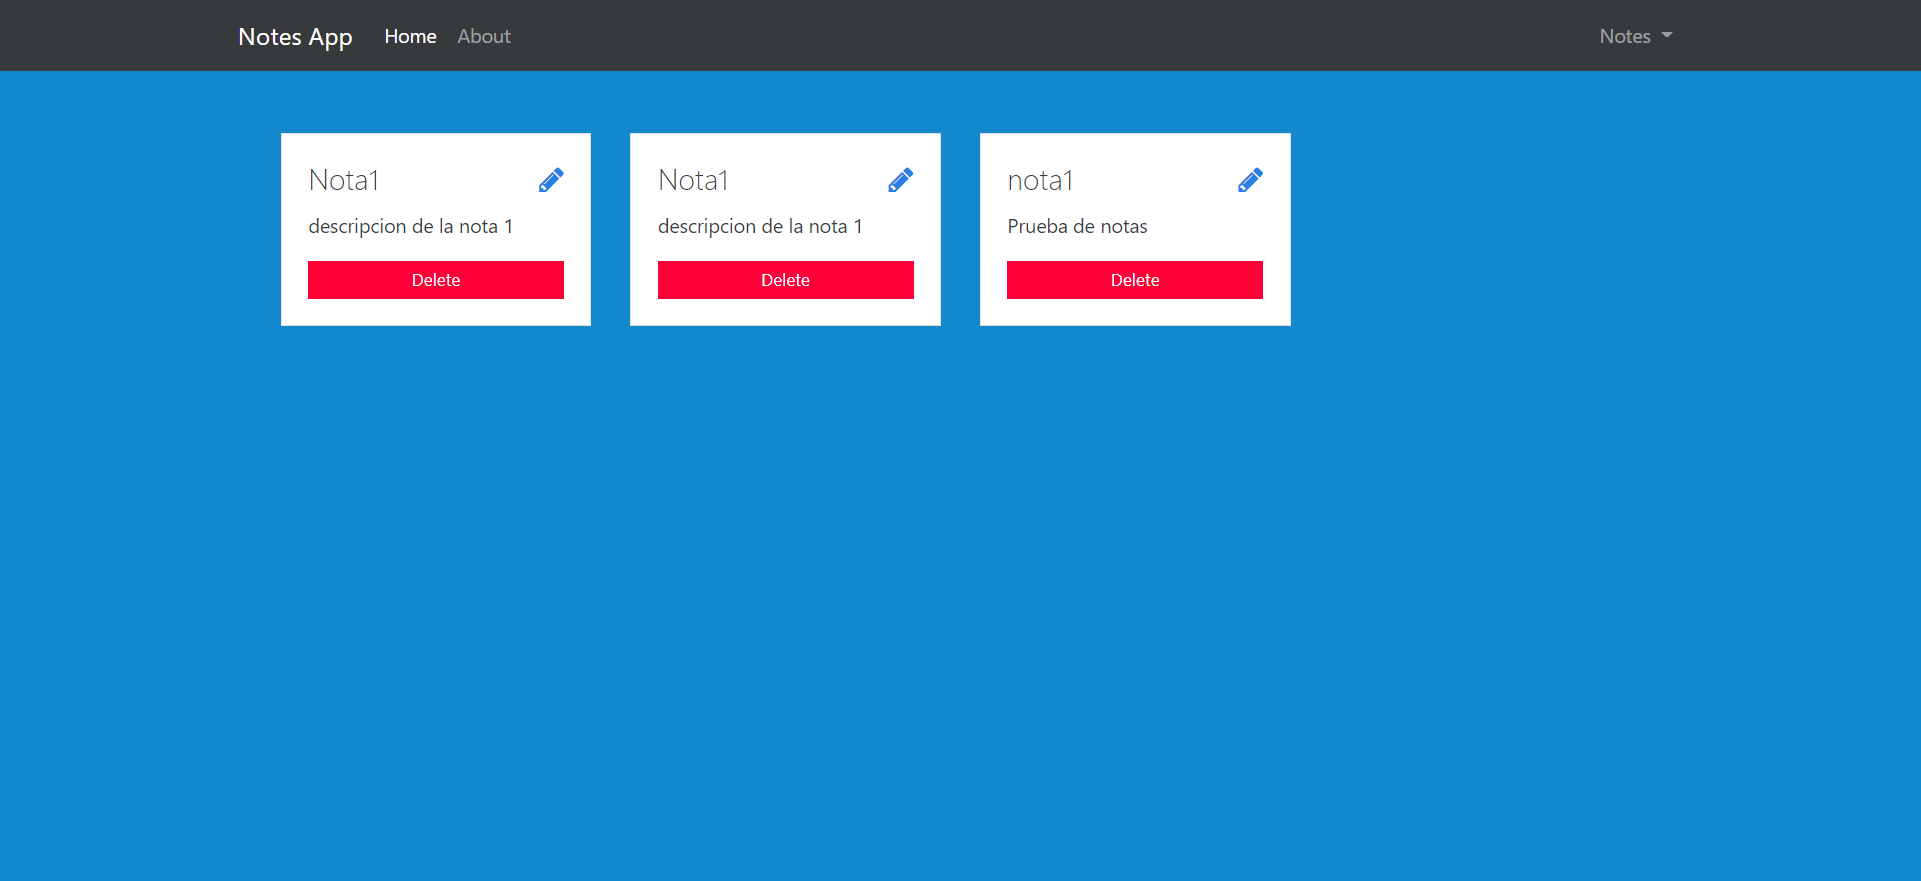 Notes App Home About Notes
Nota1
descripcion de la nota 1
Delete
Nota1
descripcion de la nota 1
Delete
nota1
Prueba de notas
Delete